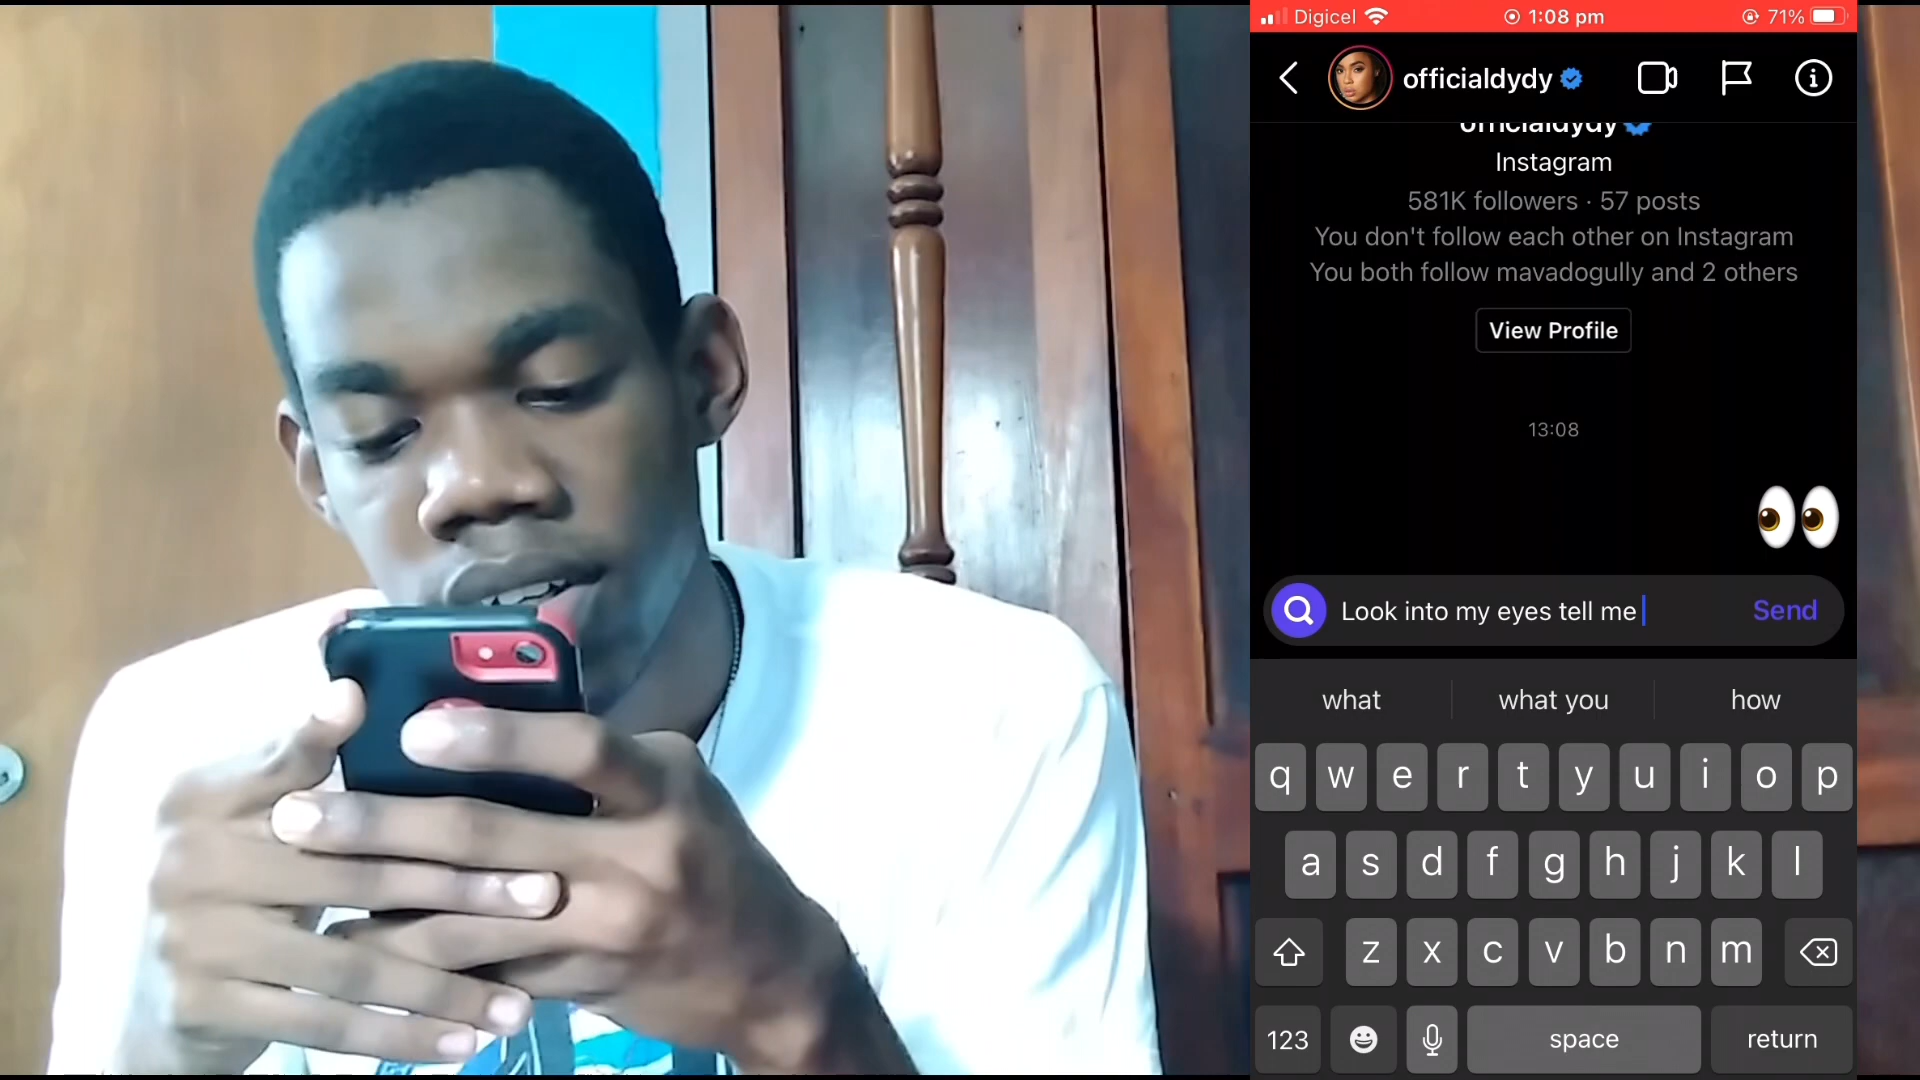 Digicel 1:08 pm 71%
officialdydy
officialdydy
Instagram
581K followers · 57 posts
You don't follow each other on Instagram
You both follow mavadogully and 2 others
View Profile
13:08
Look into my eyes tell me Send
what what you how
q w e r t y u i o p
a s d f g h j k l
z x c v b n m
123 space return